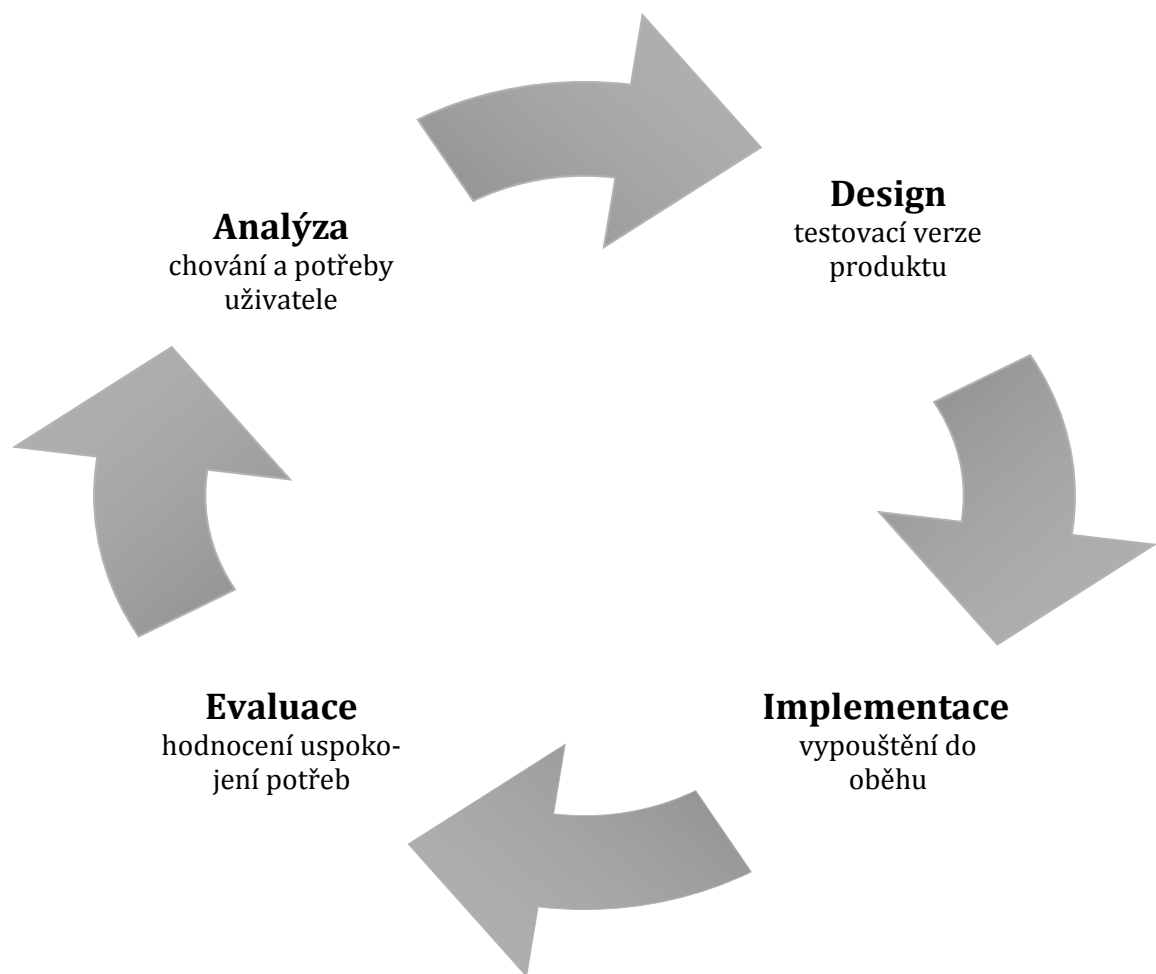 Analýza
chování a potřeby
uživatele
Design
testovací verze
produktu
Implementace
vypouštění do
oběhu
Evaluace
hodnocení uspoko-
jení potřeb